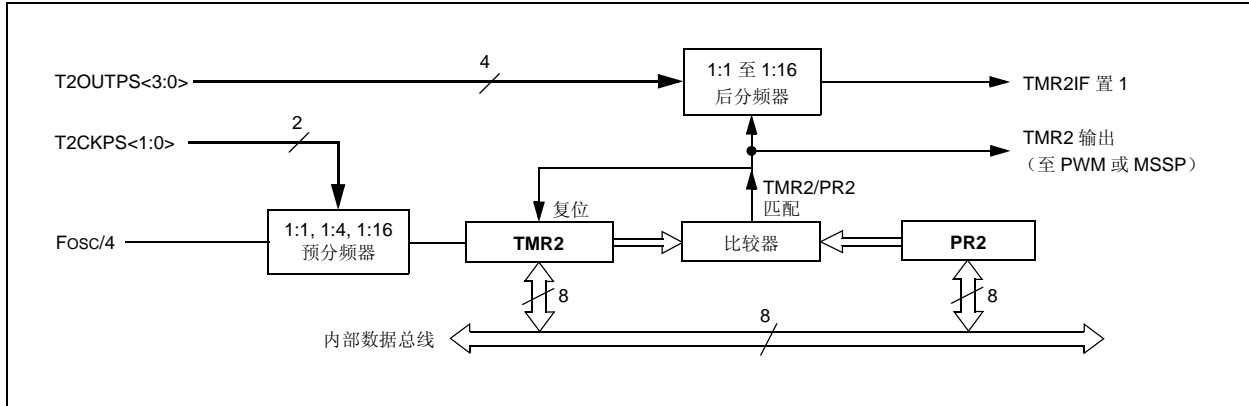 T2OUTPS<3:0>
4
1:1 至 1:16
后分频器
TMR2IF 置 1
T2CKPS<1:0>
2
TMR2 输出
（至 PWM 或 MSSP）
TMR2/PR2
匹配
复位
FOSC/4
1:1, 1:4, 1:16
预分频器
TMR2
比较器
PR2
8
8
内部数据总线
8